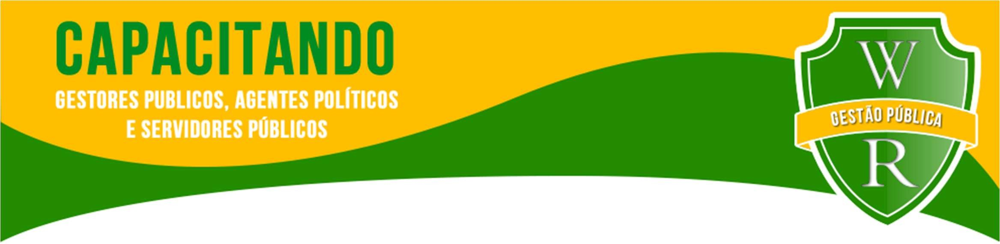 CAPACITANDO
GESTORES PUBLICOS, AGENTES POLÍTICOS
E SERVIDORES PÚBLICOS
W
GESTÃO PÚBLICA
R